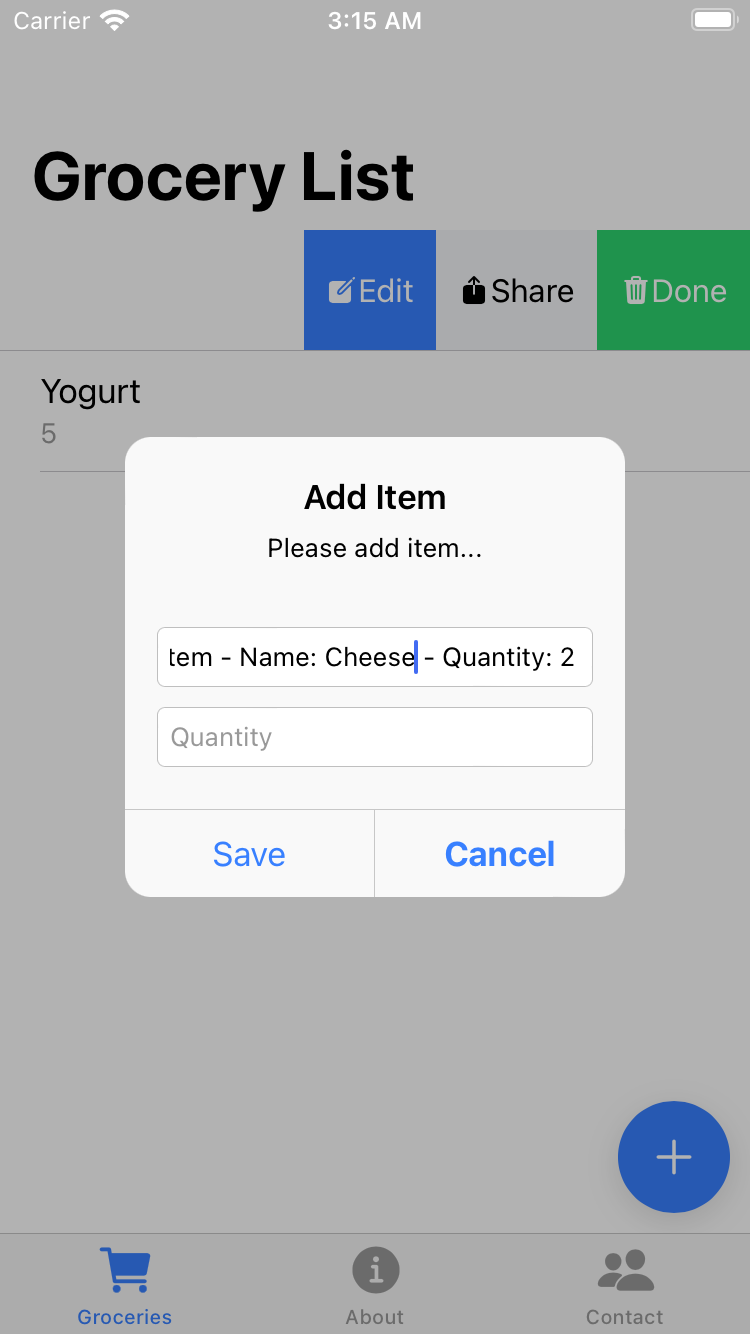 Carrier 3:15 AM
Grocery List
Edit Share Done
Yogurt
5
Add Item
Please add item...
tem - Name: Cheese - Quantity: 2
Quantity
Save Cancel
Groceries About Contact